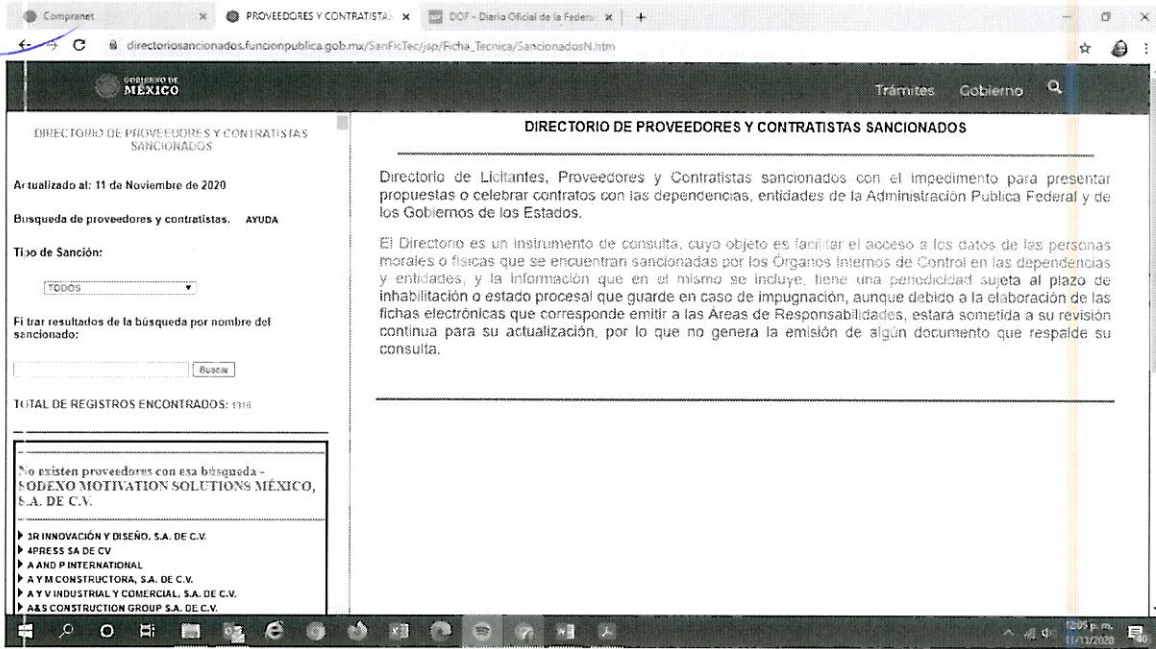 Compranet
PROVEEDORES Y CONTRATISTA
DOF - Diario Oficial de la Federa
directoriosancionados.funcionpublica.gob.mx/SanFicTec/jsp/Ficha_Tecnica/SancionadosN.htm
GOBIERNO DE
MÉXICO
Trámites Gobierno
DIRECTORIO DE PROVEEDORES Y CONTRATISTAS
SANCIONADOS
Actualizado al: 11 de Noviembre de 2020
Busqueda de proveedores y contratistas. AYUDA
Tipo de Sanción:
TODOS
Filtrar resultados de la búsqueda por nombre del
sancionado:
Buscar
TOTAL DE REGISTROS ENCONTRADOS: 1316
No existen proveedores con esa búsqueda -
SODEXO MOTIVATION SOLUTIONS MÉXICO,
S.A. DE C.V.
3R INNOVACIÓN Y DISEÑO, S.A. DE C.V.
4PRESS SA DE CV
A AND P INTERNATIONAL
A Y M CONSTRUCTORA, S.A. DE C.V.
A Y V INDUSTRIAL Y COMERCIAL, S.A. DE C.V.
A&S CONSTRUCTION GROUP S.A. DE C.V.
DIRECTORIO DE PROVEEDORES Y CONTRATISTAS SANCIONADOS
Directorio de Licitantes, Proveedores y Contratistas sancionados con el impedimento para presentar
propuestas o celebrar contratos con las dependencias, entidades de la Administración Publica Federal y de
los Gobiernos de los Estados.
El Directorio es un instrumento de consulta, cuyo objeto es facilitar el acceso a los datos de las personas
morales o físicas que se encuentran sancionadas por los Órganos Internos de Control en las dependencias
y entidades, y la información que en el mismo se incluye, tiene una periodicidad sujeta al plazo de
inhabilitación o estado procesal que guarde en caso de impugnación, aunque debido a la elaboración de las
fichas electrónicas que corresponde emitir a las Áreas de Responsabilidades, estará sometida a su revisión
continua para su actualización, por lo que no genera la emisión de algún documento que respalde su
consulta.
12:05 p. m.
11/11/2020